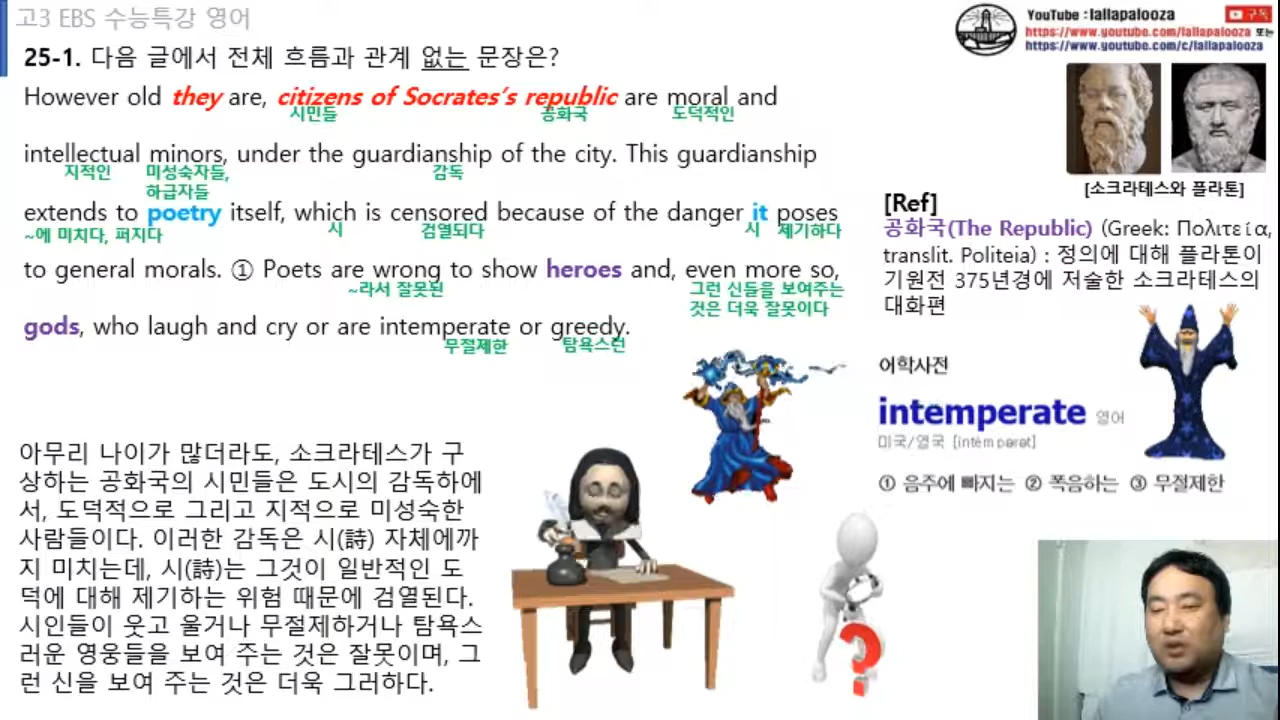 고3 EBS 수능특강 영어
YouTube : lallapalooza
구독
https://www.youtube.com/lallapalooza 또는
https://www.youtube.com/c/lallapalooza
25-1. 다음 글에서 전체 흐름과 관계 없는 문장은?
However old they are, citizens of Socrates's republic are moral and
시민들 공화국 도덕적인
intellectual minors, under the guardianship of the city. This guardianship
지적인 미성숙자들, 감독
하급자들
extends to poetry itself, which is censored because of the danger it poses
~에 미치다, 퍼지다 시 검열되다 시 제기하다
to general morals. ① Poets are wrong to show heroes and, even more so,
~라서 잘못된 그런 신들을 보여주는
것은 더욱 잘못이다
gods, who laugh and cry or are intemperate or greedy.
무절제한 탐욕스런
[소크라테스와 플라톤]
[Ref]
공화국(The Republic) (Greek: Πολιτεία,
translit. Politeia) : 정의에 대해 플라톤이
기원전 375년경에 저술한 소크라테스의
대화편
어학사전
intemperate 영어
미국/영국 [intémpərət]
① 음주에 빠지는 ② 폭음하는 ③ 무절제한
아무리 나이가 많더라도, 소크라테스가 구
상하는 공화국의 시민들은 도시의 감독하에
서, 도덕적으로 그리고 지적으로 미성숙한
사람들이다. 이러한 감독은 시(詩) 자체에까
지 미치는데, 시(詩)는 그것이 일반적인 도
덕에 대해 제기하는 위험 때문에 검열된다.
시인들이 웃고 울거나 무절제하거나 탐욕스
러운 영웅들을 보여 주는 것은 잘못이며, 그
런 신을 보여 주는 것은 더욱 그러하다.